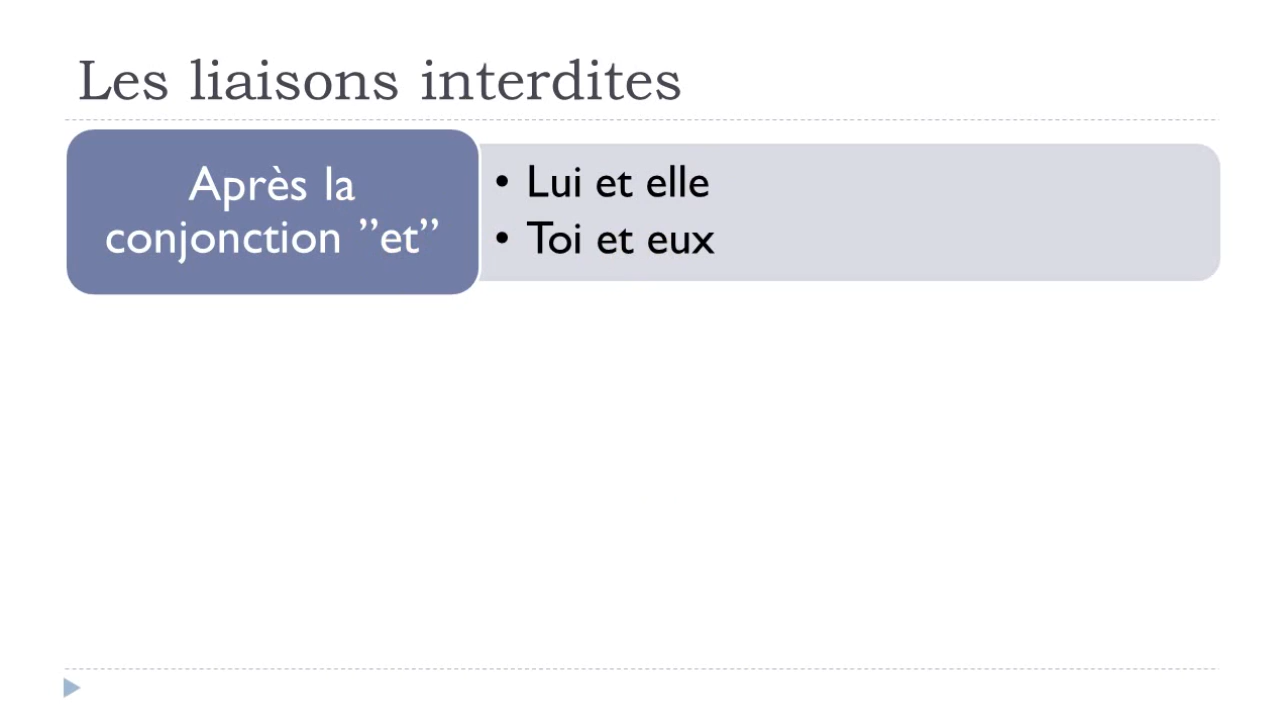 Les liaisons interdites
Après la
conjonction ”et”
• Lui et elle
• Toi et eux